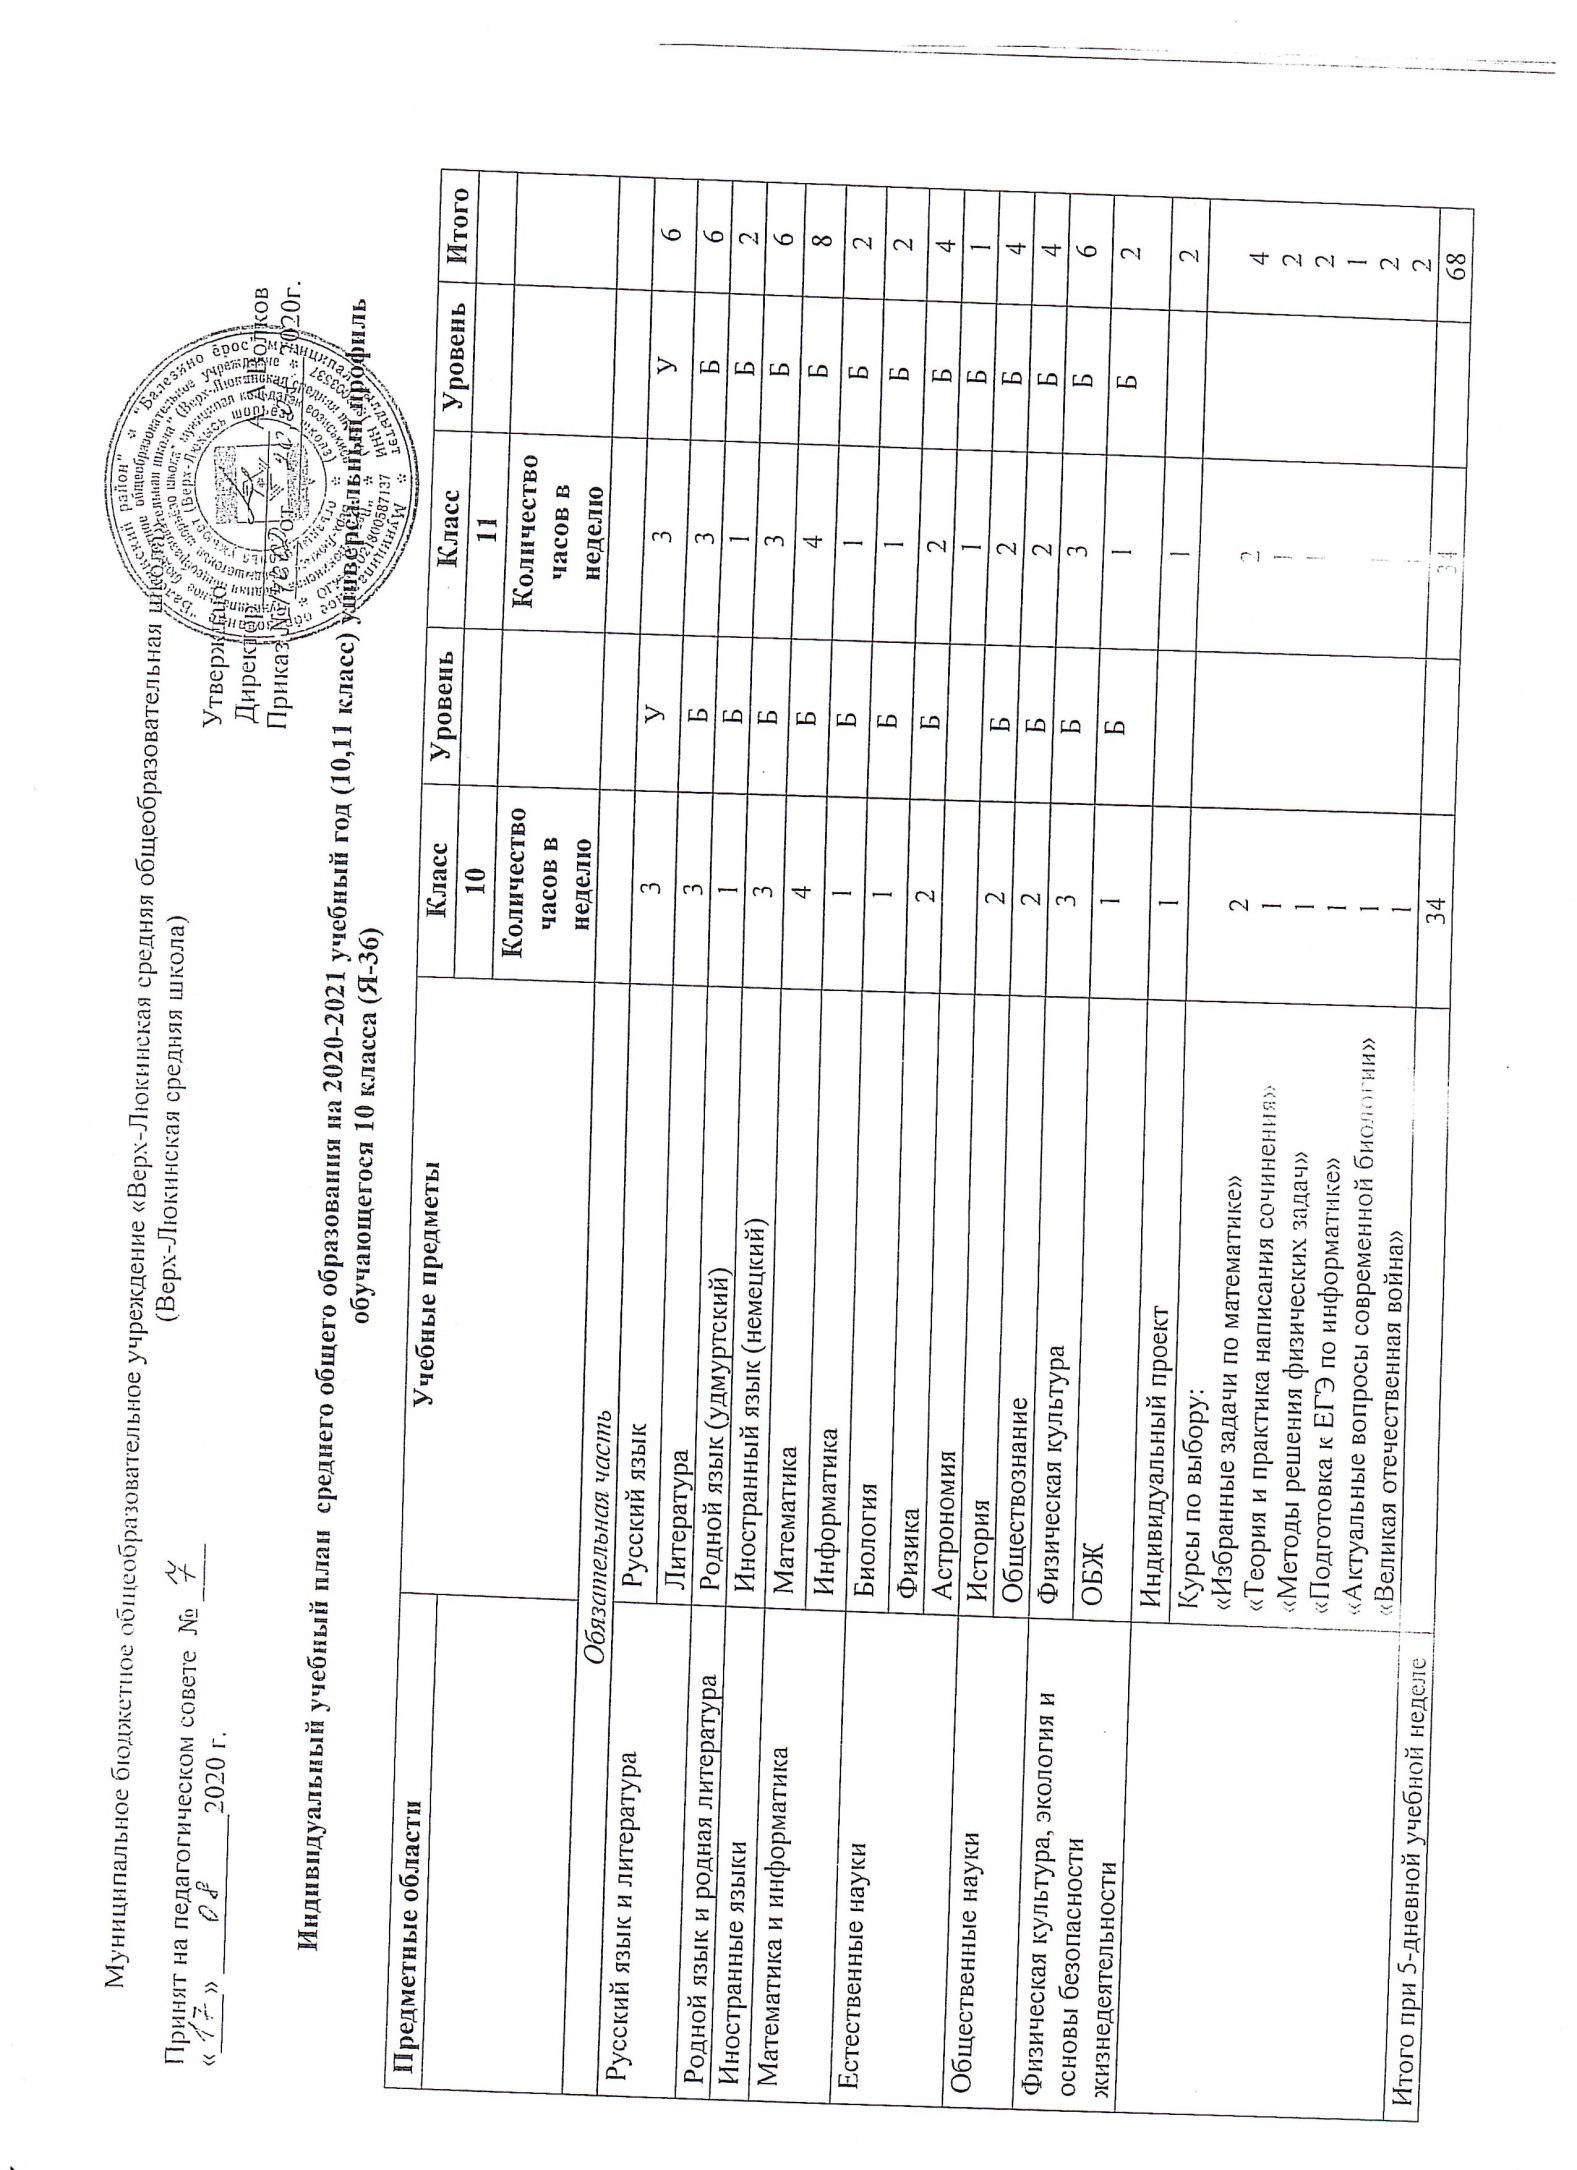 Муниципальное бюджетное общеобразовательное учреждение «Верх-Люкинская средняя общеобразовательная школа»
(Верх-Люкинская средняя школа)
Принят на педагогическом совете № 7
« 17 » 08 2020 г.
Утверждаю
Приказ № от 2020г.
Индивидуальный учебный план среднего общего образования на 2020-2021 учебный год (10,11 класс) универсальный профиль
обучающегося 10 класса (Я-36)
Предметные области Учебные предметы Класс Уровень Класс Уровень Итого
10 11
Количество часов в неделю Количество часов в неделю
Обязательная часть
Русский язык и литература Русский язык 3 У 3 У 6
Литература 3 Б 3 Б 6
Родной язык и родная литература Родной язык (удмуртский) 1 Б 1 Б 2
Иностранные языки Иностранный язык (немецкий) 3 Б 3 Б 6
Математика и информатика Математика 4 Б 4 Б 8
Информатика 1 Б 1 Б 2
Естественные науки Биология 1 Б 1 Б 2
Физика 2 Б 2 Б 4
Астрономия 1 Б 1
Общественные науки История 2 Б 2 Б 4
Обществознание 2 Б 2 Б 4
Физическая культура, экология и основы безопасности жизнедеятельности Физическая культура 3 Б 3 Б 6
ОБЖ 1 Б 1 Б 2
Индивидуальный проект 1 1 2
Курсы по выбору:
«Избранные задачи по математике» 2 2 4
«Теория и практика написания сочинения» 1 1 2
«Методы решения физических задач» 1 1 2
«Подготовка к ЕГЭ по информатике» 1 1
«Актуальные вопросы современной биологии» 1 1 2
«Великая отечественная война» 1 1 2
Итого при 5-дневной учебной неделе 34 34 68